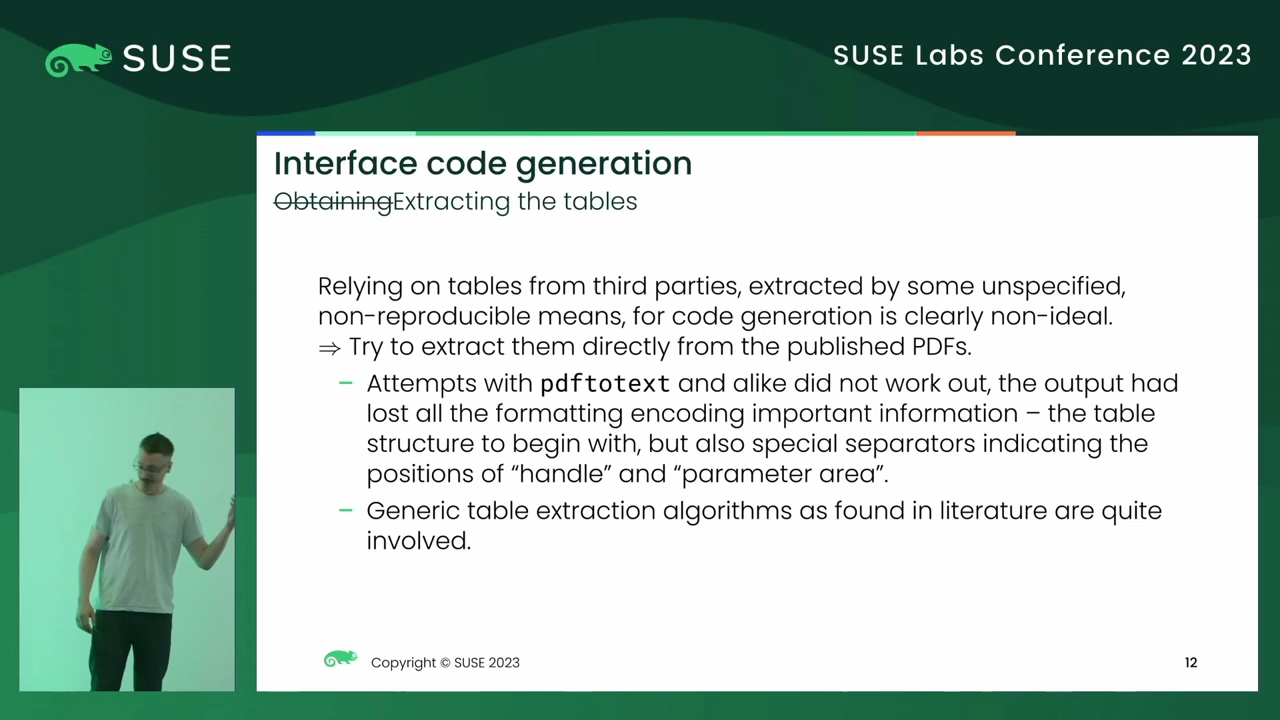 SUSE
SUSE Labs Conference 2023
Interface code generation
ObtainingExtracting the tables
Relying on tables from third parties, extracted by some unspecified,
non-reproducible means, for code generation is clearly non-ideal.
⇒ Try to extract them directly from the published PDFs.
– Attempts with pdftotext and alike did not work out, the output had
lost all the formatting encoding important information – the table
structure to begin with, but also special separators indicating the
positions of “handle” and “parameter area”.
– Generic table extraction algorithms as found in literature are quite
involved.
Copyright © SUSE 2023
12